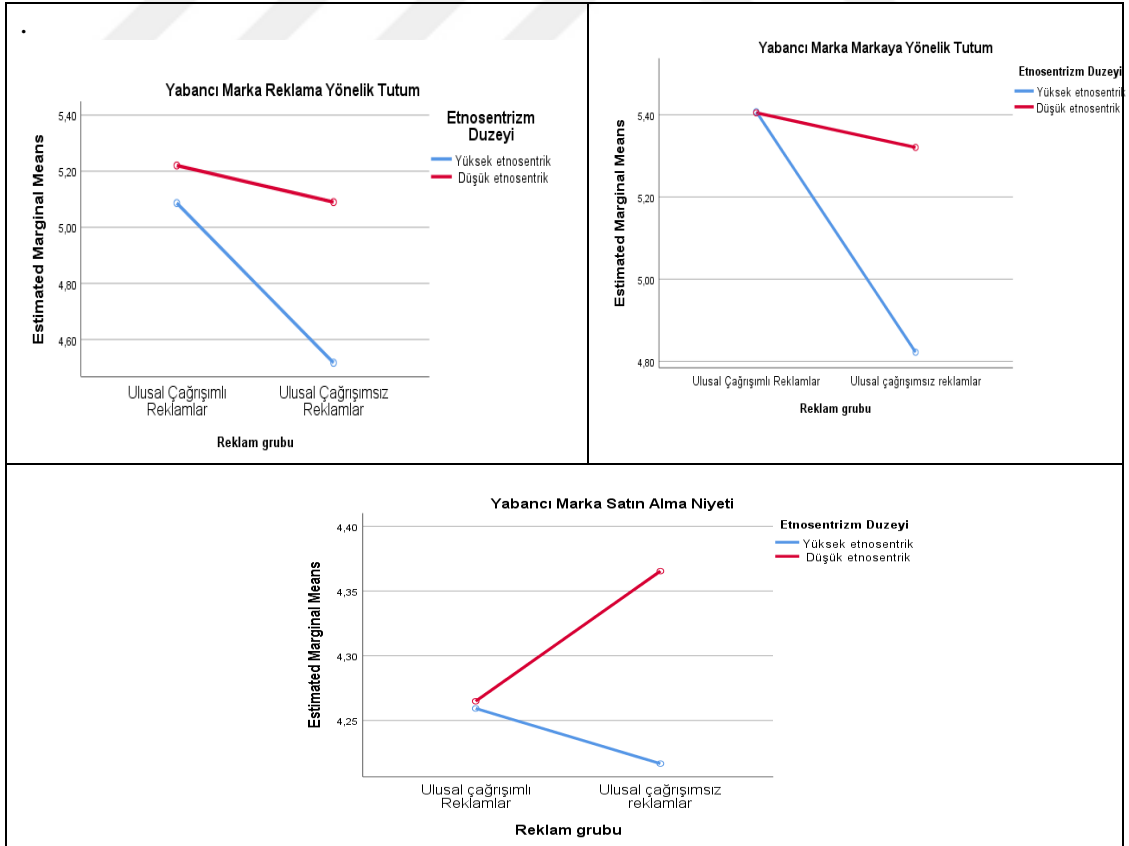 .
Yabancı Marka Reklama Yönelik Tutum
Estimated Marginal Means
5,40
5,20
5,00
4,80
4,60
Ulusal Çağrışımlı
Reklamlar
Ulusal Çağrışımsız
Reklamlar
Reklam grubu
Etnosentrizm
Duzeyi
Yüksek etnosentrik
Düşük etnosentrik
Yabancı Marka Markaya Yönelik Tutum
Estimated Marginal Means
5,40
5,20
5,00
4,80
Ulusal Çağrışımlı Reklamlar
Ulusal çağrışımsız reklamlar
Reklam grubu
Etnosentrizm Duzeyi
Yüksek etnosentrik
Düşük etnosentrik
Yabancı Marka Satın Alma Niyeti
Estimated Marginal Means
4,40
4,35
4,30
4,25
Ulusal çağrışımlı
Reklamlar
Ulusal çağrışımsız
reklamlar
Reklam grubu
Etnosentrizm Duzeyi
Yüksek etnosentrik
Düşük etnosentrik